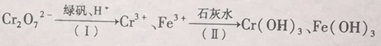 Cr₂O₇²⁻ —绿矾、H⁺ (Ⅰ)→ Cr³⁺、Fe³⁺ —石灰水 (Ⅱ)→ Cr(OH)₃、Fe(OH)₃